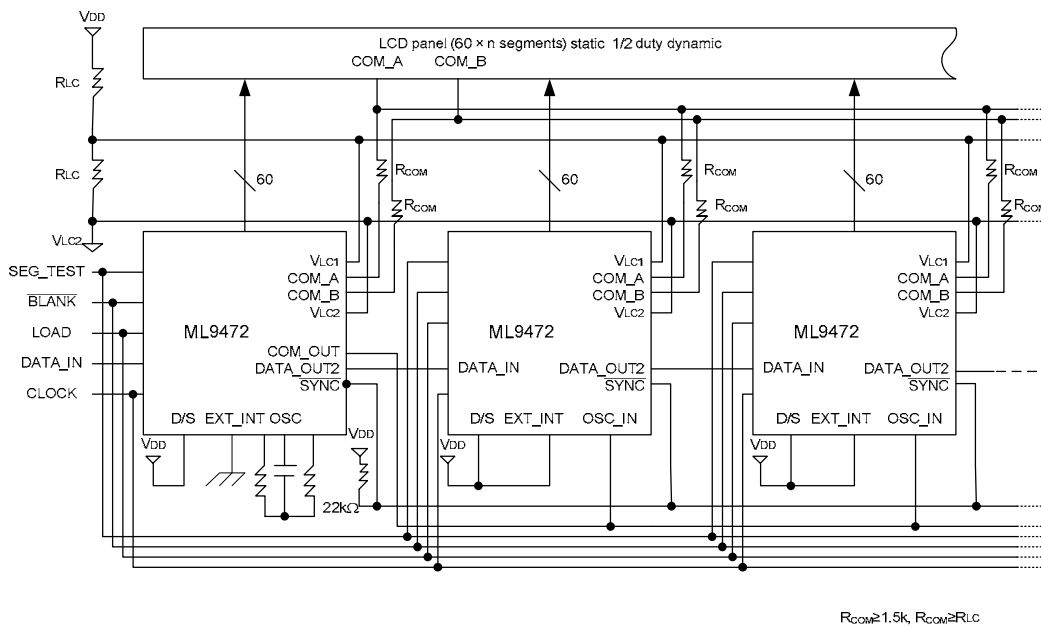 VDD
LCD panel (60 × n segments) static 1/2 duty dynamic
COM_A COM_B
RLC
RLC
60 RCOM RCOM 60 RCOM RCOM 60 RCOM RCOM
VLC2
SEG_TEST
BLANK
LOAD
DATA_IN
CLOCK
VLC1
COM_A
COM_B
VLC2
ML9472
COM_OUT
DATA_OUT2
SYNC
D/S EXT_INT OSC
VDD
VDD
22kΩ
VLC1
COM_A
COM_B
VLC2
ML9472
DATA_IN DATA_OUT2
SYNC
D/S EXT_INT OSC_IN
VDD
VLC1
COM_A
COM_B
VLC2
ML9472
DATA_IN DATA_OUT2
SYNC
D/S EXT_INT OSC_IN
VDD
RCOM≥1.5k, RCOM≥RLC